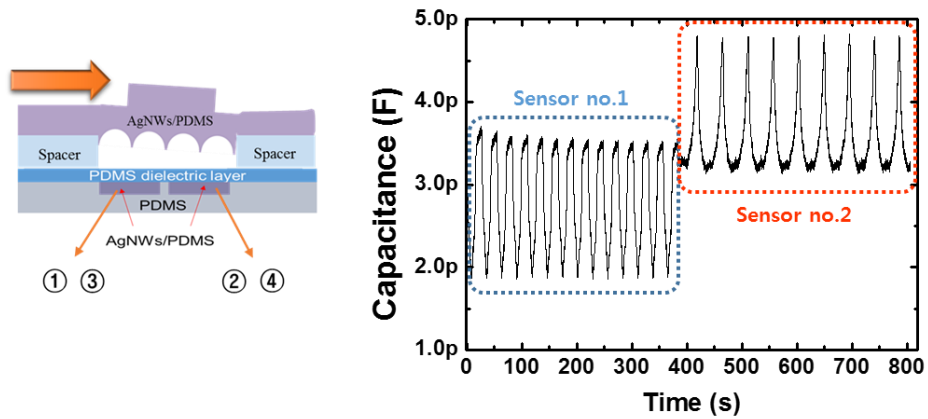 AgNWs/PDMS
Spacer
Spacer
PDMS dielectric layer
PDMS
AgNWs/PDMS
① ③
② ④
Capacitance (F)
5.0p
4.0p
3.0p
2.0p
1.0p
Sensor no.1
Sensor no.2
0 100 200 300 400 500 600 700 800
Time (s)